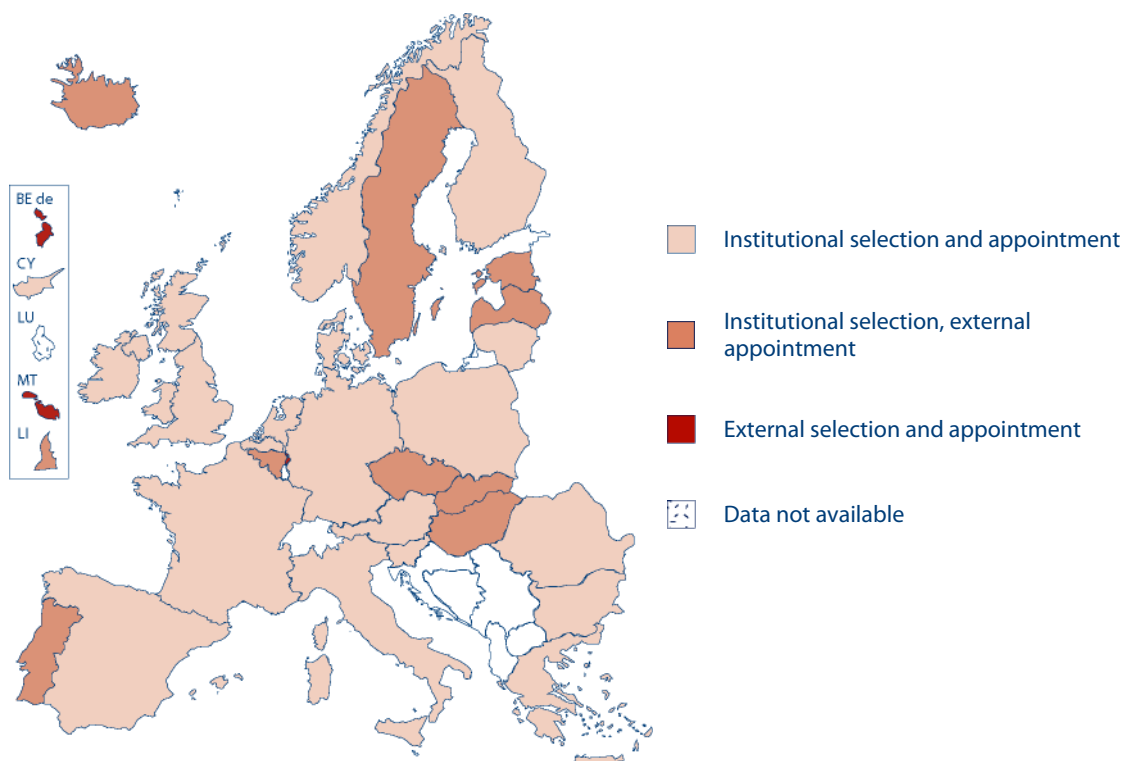 BE de
CY
LU
MT
LI
Institutional selection and appointment
Institutional selection, external
appointment
External selection and appointment
Data not available